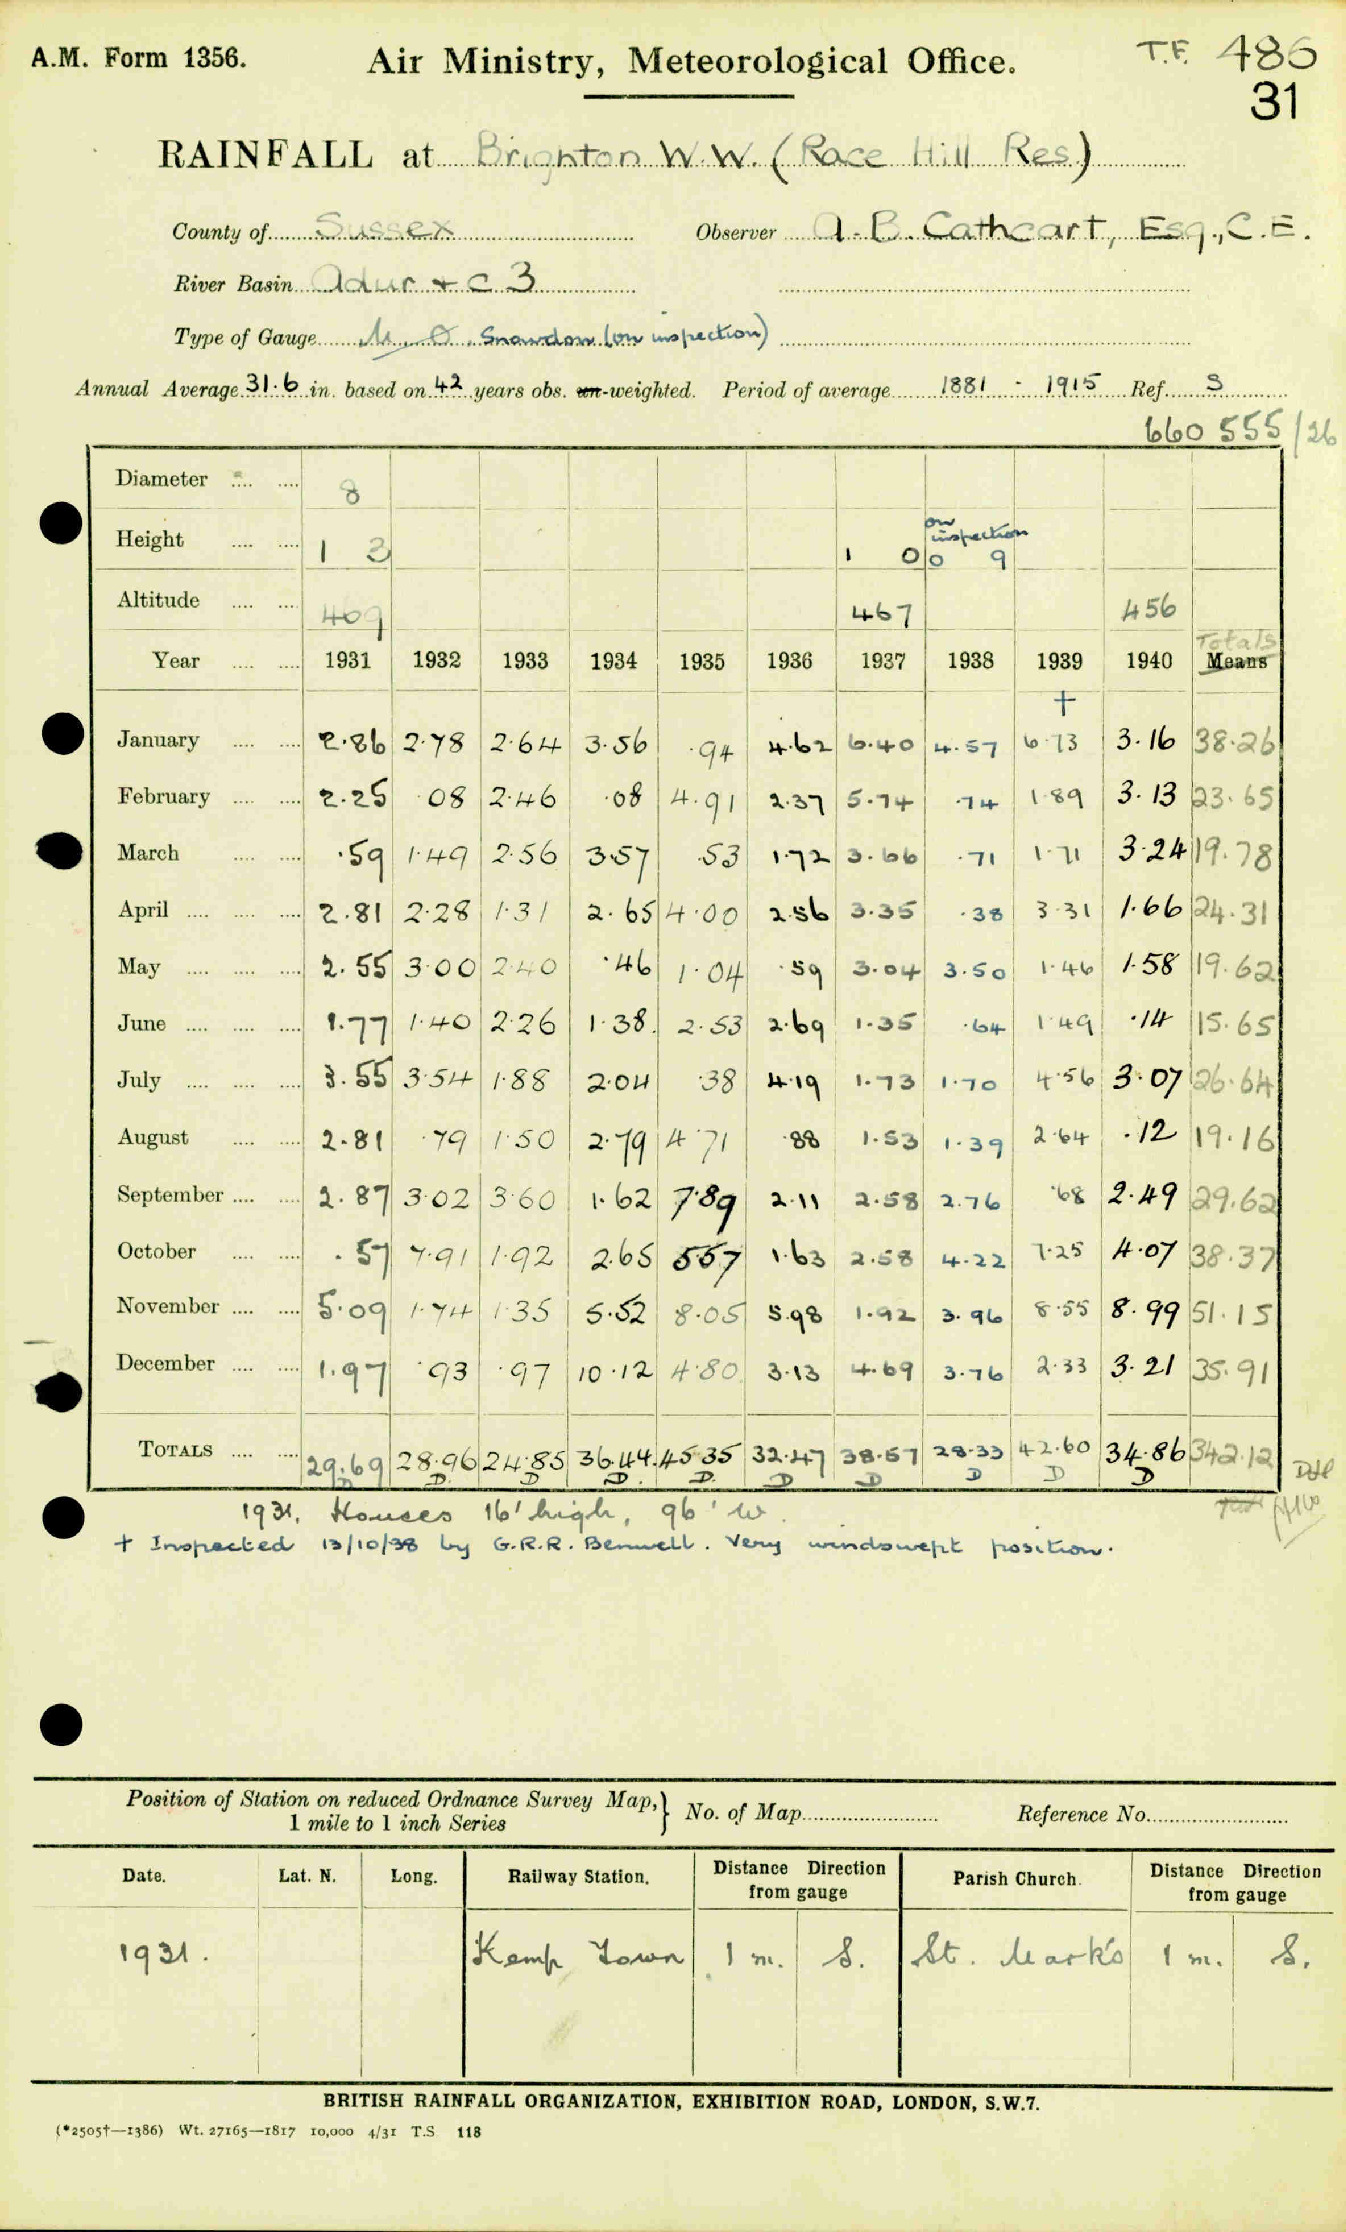 A.M. Form 1356. Air Ministry, Meteorological Office. T.F. 486
31
RAINFALL at Brighton W.W. (Race Hill Res)
County of Sussex Observer A. B. Cathcart, Esq., C.E.
River Basin Adur & c 3
Type of Gauge M. O. Snowdon (on inspection)
Annual Average 31.6 in. based on 42 years obs. un-weighted. Period of average 1881 - 1915 Ref. S
660 555/26
Diameter 8
Height 1 3 1 0 on inspection 0 9
Altitude 469 467 456
Year 1931 1932 1933 1934 1935 1936 1937 1938 1939 1940 Totals Means
+
January 2.86 2.78 2.64 3.56 .94 4.62 6.40 4.57 6.73 3.16 38.26
February 2.25 .08 2.46 .08 4.91 2.37 5.74 .74 1.89 3.13 23.65
March .59 1.49 2.56 3.57 .53 1.72 3.66 .71 1.71 3.24 19.78
April 2.81 2.28 1.31 2.65 4.00 2.56 3.35 .38 3.31 1.66 24.31
May 2.55 3.00 2.40 .46 1.04 .59 3.04 3.50 1.46 1.58 19.62
June 1.77 1.40 2.26 1.38 2.53 2.69 1.35 .64 1.49 .14 15.65
July 3.55 3.54 1.88 2.04 .38 4.19 1.73 1.70 4.56 3.07 26.64
August 2.81 .79 1.50 2.79 4.71 .88 1.53 1.39 2.64 .12 19.16
September 2.87 3.02 3.60 1.62 7.89 2.11 2.58 2.76 .68 2.49 29.62
October .57 7.91 1.92 2.65 5.57 1.63 2.58 4.22 7.25 4.07 38.37
November 5.09 1.74 1.35 5.52 8.05 5.98 1.92 3.96 8.55 8.99 51.15
December 1.97 .93 .97 10.12 4.80 3.13 4.69 3.76 2.33 3.21 35.91
TOTALS 29.69 28.96 24.85 36.44 45.35 32.47 38.57 28.33 42.60 34.86 342.12
D D D D D D D D D D
1931. Houses 16' high, 96' W.
+ Inspected 13/10/38 by G.R.R. Benwell. Very windswept position.
Position of Station on reduced Ordnance Survey Map, 1 mile to 1 inch Series } No. of Map Reference No.
Date. Lat. N. Long. Railway Station. Distance Direction from gauge Parish Church. Distance Direction from gauge
1931. Kemp Town 1 m. S. St. Mark's 1 m. S.
BRITISH RAINFALL ORGANIZATION, EXHIBITION ROAD, LONDON, S.W.7.
(*2505†—1386) Wt. 27165—1817 10,000 4/31 T.S 118